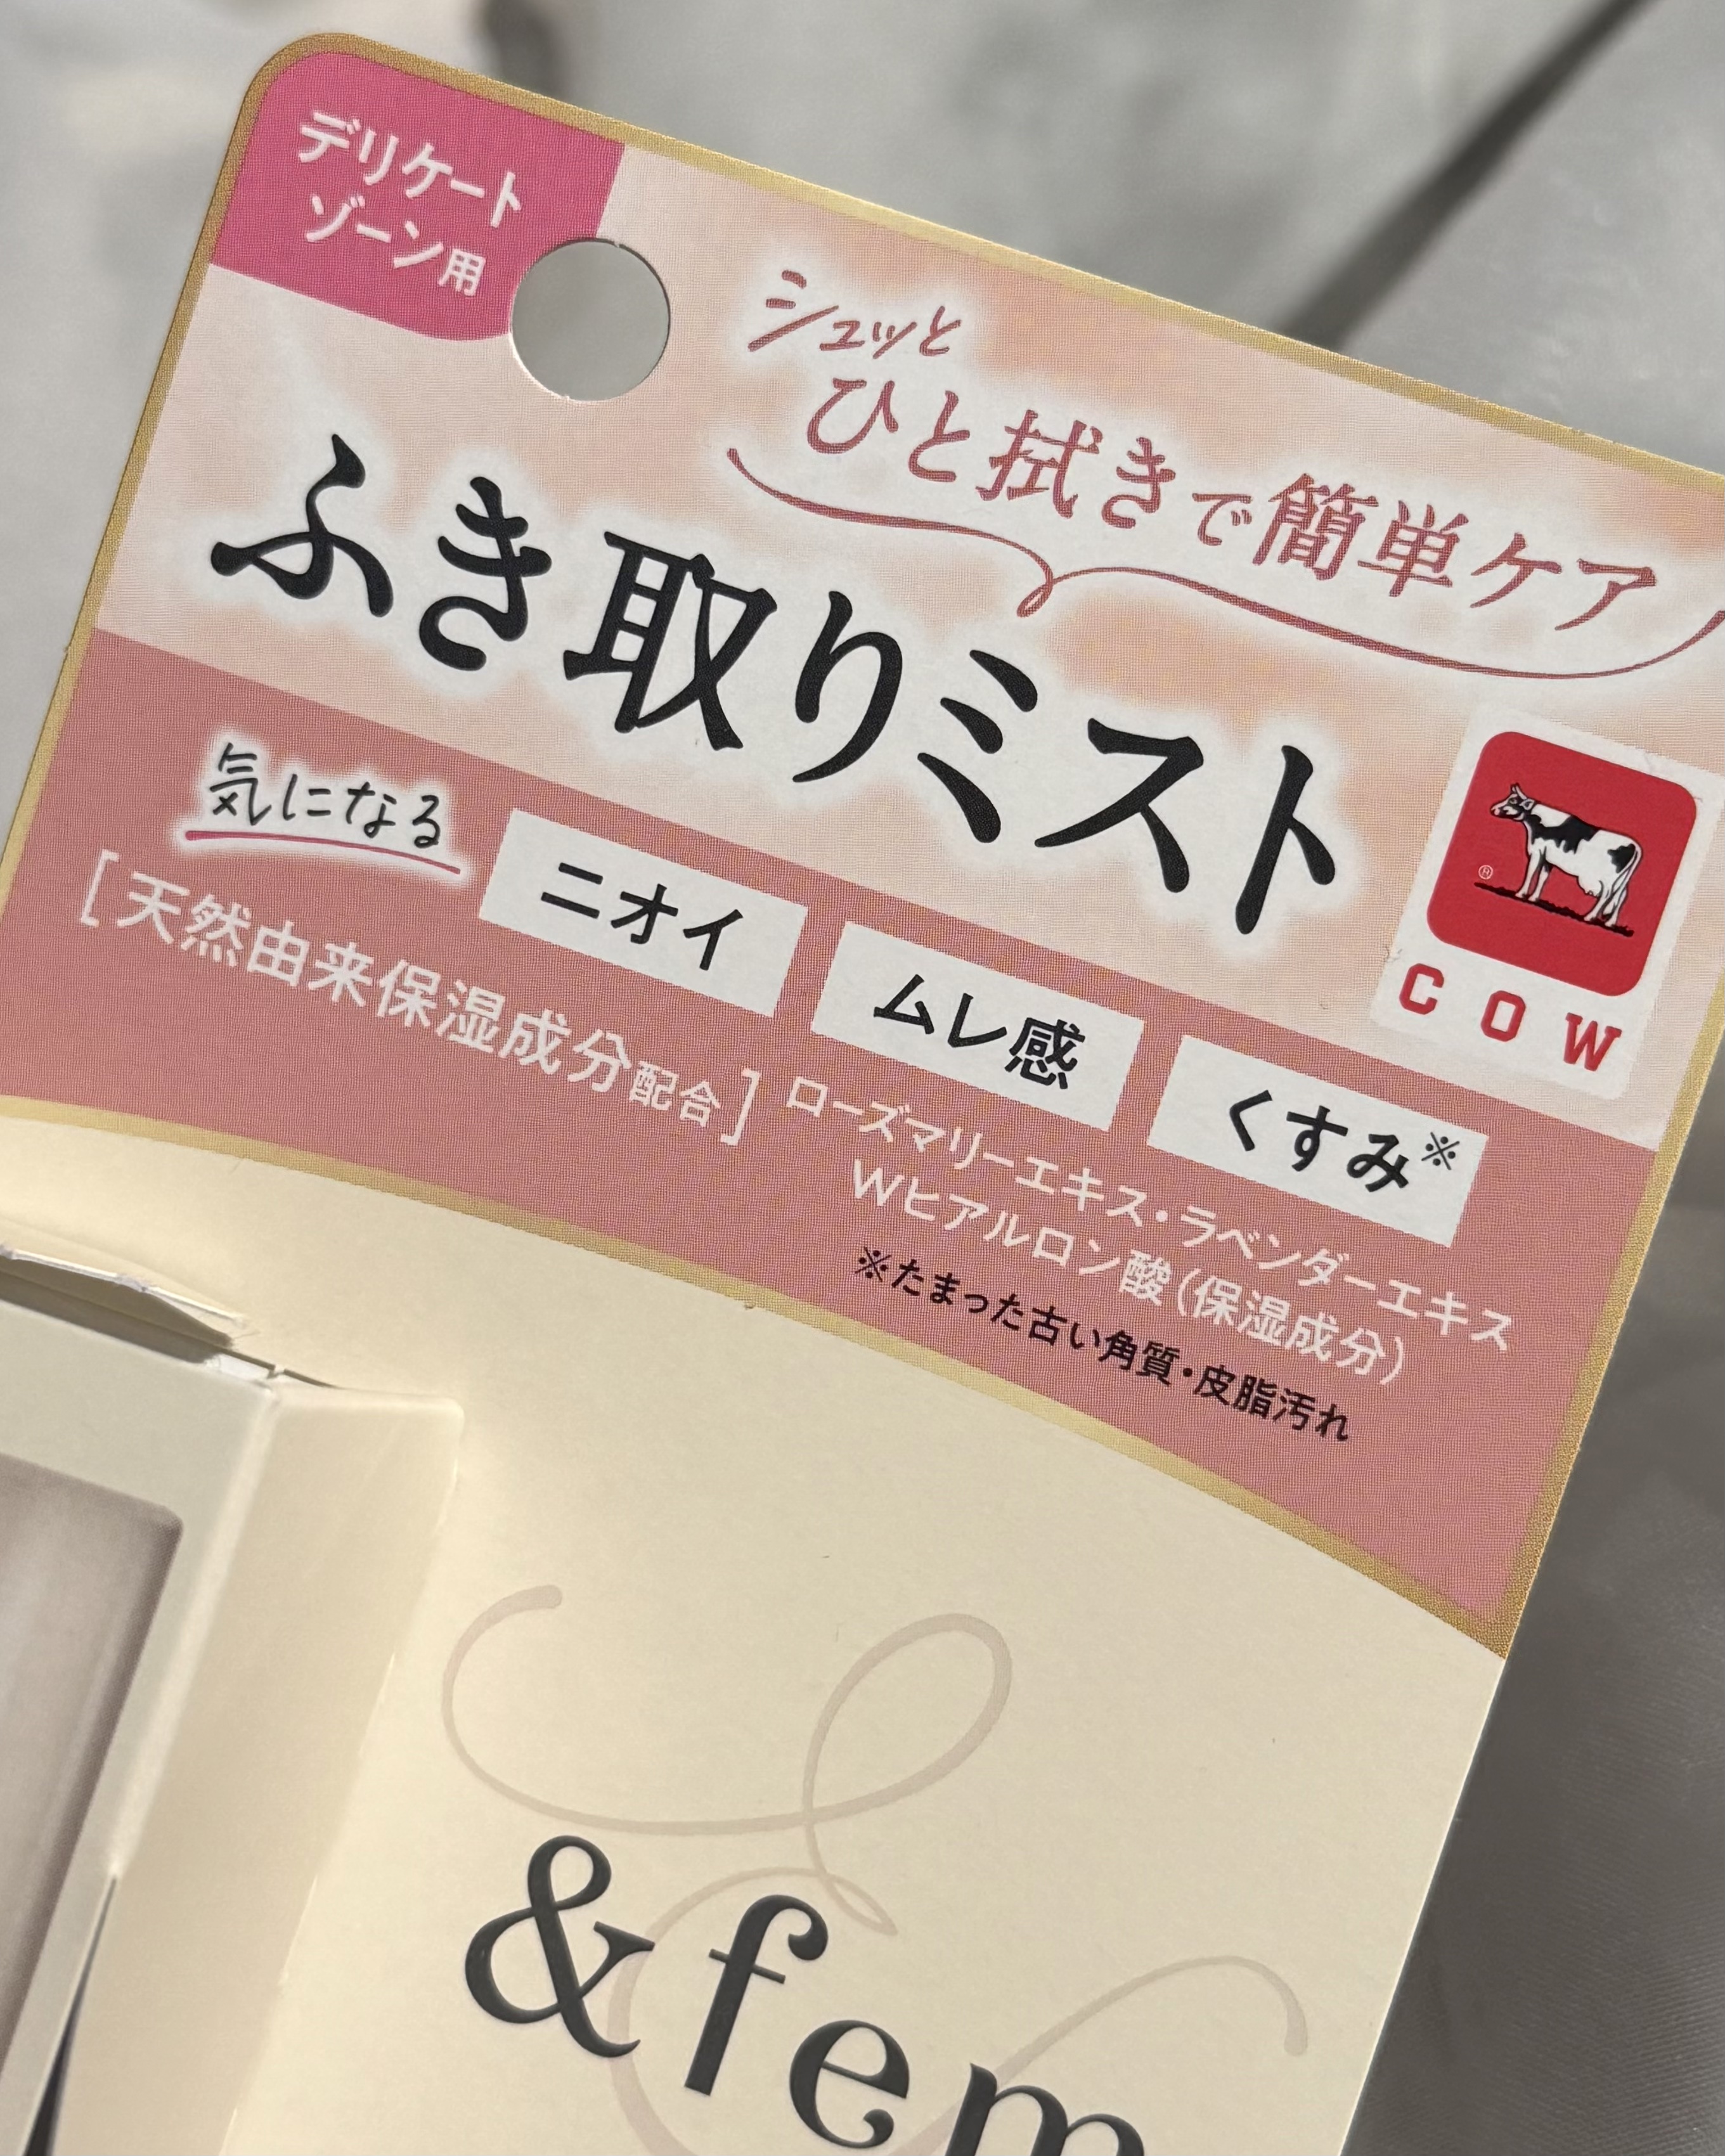 デリケート
ゾーン用
シュッと
ひと拭きで簡単ケア
ふき取りミスト
気になる
ニオイ
ムレ感
くすみ※
[天然由来保湿成分配合]
ローズマリーエキス・ラベンダーエキス
Wヒアルロン酸(保湿成分)
※たまった古い角質・皮脂汚れ
®
COW
&fem